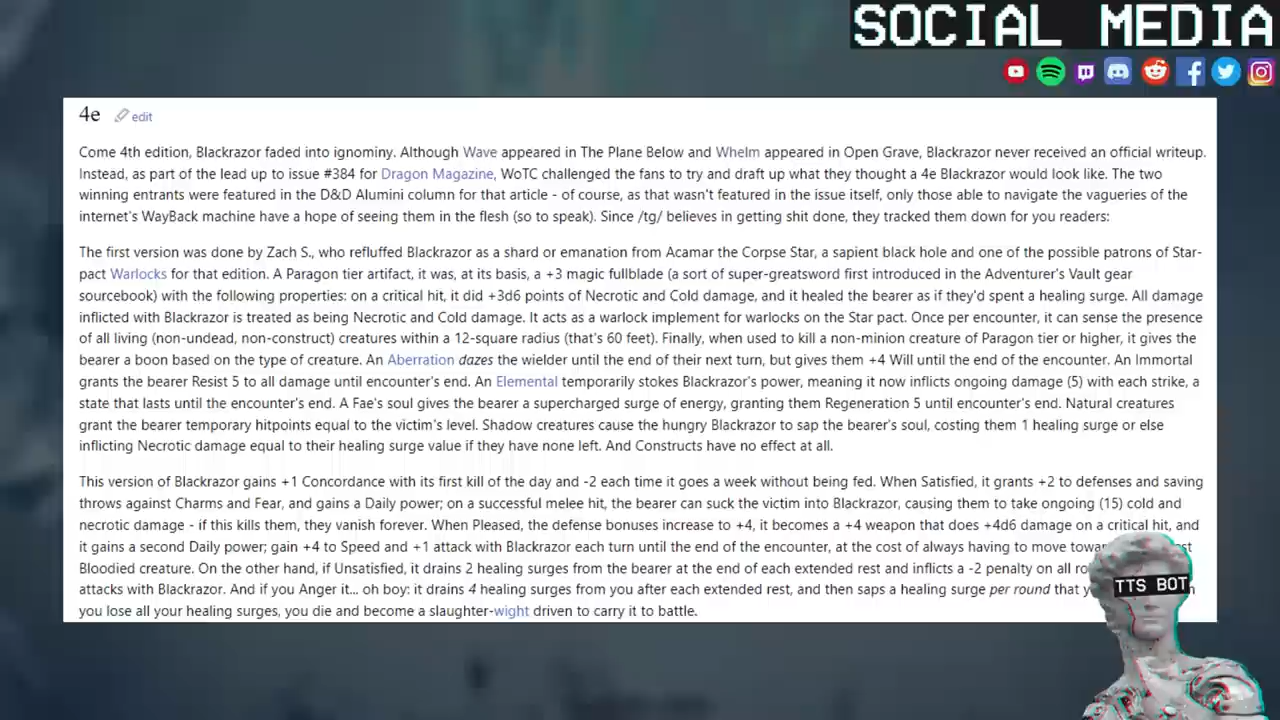 SOCIAL MEDIA
4e edit
Come 4th edition, Blackrazor faded into ignominy. Although Wave appeared in The Plane Below and Whelm appeared in Open Grave, Blackrazor never received an official writeup.
Instead, as part of the lead up to issue #384 for Dragon Magazine, WoTC challenged the fans to try and draft up what they thought a 4e Blackrazor would look like. The two
winning entrants were featured in the D&D Alumini column for that article - of course, as that wasn't featured in the issue itself, only those able to navigate the vagueries of the
internet's WayBack machine have a hope of seeing them in the flesh (so to speak). Since /tg/ believes in getting shit done, they tracked them down for you readers:
The first version was done by Zach S., who refluffed Blackrazor as a shard or emanation from Acamar the Corpse Star, a sapient black hole and one of the possible patrons of Star-
pact Warlocks for that edition. A Paragon tier artifact, it was, at its basis, a +3 magic fullblade (a sort of super-greatsword first introduced in the Adventurer's Vault gear
sourcebook) with the following properties: on a critical hit, it did +3d6 points of Necrotic and Cold damage, and it healed the bearer as if they'd spent a healing surge. All damage
inflicted with Blackrazor is treated as being Necrotic and Cold damage. It acts as a warlock implement for warlocks on the Star pact. Once per encounter, it can sense the presence
of all living (non-undead, non-construct) creatures within a 12-square radius (that's 60 feet). Finally, when used to kill a non-minion creature of Paragon tier or higher, it gives the
bearer a boon based on the type of creature. An Aberration dazes the wielder until the end of their next turn, but gives them +4 Will until the end of the encounter. An Immortal
grants the bearer Resist 5 to all damage until encounter's end. An Elemental temporarily stokes Blackrazor's power, meaning it now inflicts ongoing damage (5) with each strike, a
state that lasts until the encounter's end. A Fae's soul gives the bearer a supercharged surge of energy, granting them Regeneration 5 until encounter's end. Natural creatures
grant the bearer temporary hitpoints equal to the victim's level. Shadow creatures cause the hungry Blackrazor to sap the bearer's soul, costing them 1 healing surge or else
inflicting Necrotic damage equal to their healing surge value if they have none left. And Constructs have no effect at all.
This version of Blackrazor gains +1 Concordance with its first kill of the day and -2 each time it goes a week without being fed. When Satisfied, it grants +2 to defenses and saving
throws against Charms and Fear, and gains a Daily power; on a successful melee hit, the bearer can suck the victim into Blackrazor, causing them to take ongoing (15) cold and
necrotic damage - if this kills them, they vanish forever. When Pleased, the defense bonuses increase to +4, it becomes a +4 weapon that does +4d6 damage on a critical hit, and
it gains a second Daily power; gain +4 to Speed and +1 attack with Blackrazor each turn until the end of the encounter, at the cost of always having to move
Bloodied creature. On the other hand, if Unsatisfied, it drains 2 healing surges from the bearer at the end of each extended rest and inflicts a -2 penalty on all
attacks with Blackrazor. And if you Anger it... oh boy: it drains 4 healing surges from you after each extended rest, and then saps a healing surge per round that
you lose all your healing surges, you die and become a slaughter-wight driven to carry it to battle.
TTS BOT